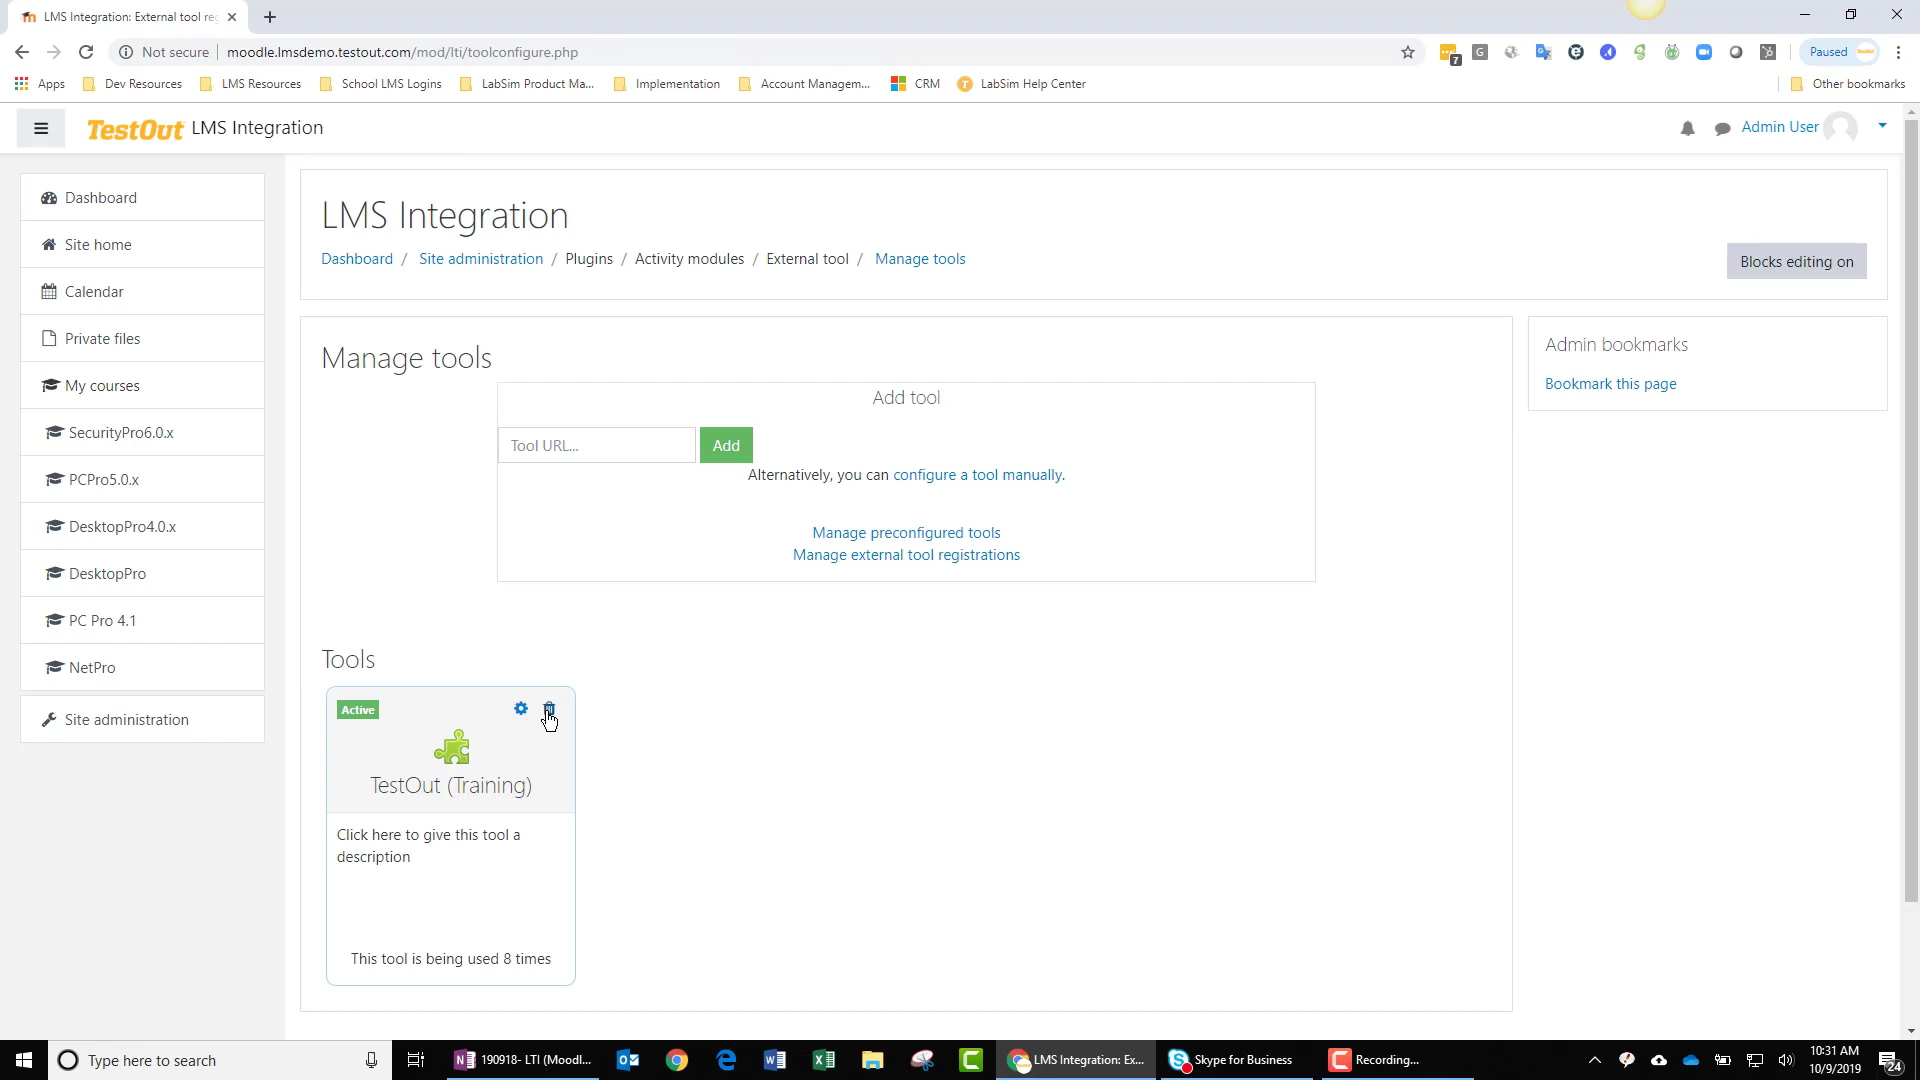 LMS Integration: External tool reg
Not secure | moodle.lmsdemo.testout.com/mod/lti/toolconfigure.php
7
Paused
Apps Dev Resources LMS Resources School LMS Logins LabSim Product Ma... Implementation Account Managem... CRM LabSim Help Center Other bookmarks
TestOut LMS Integration
Admin User
Dashboard
Site home
Calendar
Private files
My courses
SecurityPro6.0.x
PCPro5.0.x
DesktopPro4.0.x
DesktopPro
PC Pro 4.1
NetPro
Site administration
LMS Integration
Dashboard / Site administration / Plugins / Activity modules / External tool / Manage tools
Blocks editing on
Manage tools
Add tool
Tool URL...
Add
Alternatively, you can configure a tool manually.
Manage preconfigured tools
Manage external tool registrations
Admin bookmarks
Bookmark this page
Tools
Active
TestOut (Training)
Click here to give this tool a
description
This tool is being used 8 times
Type here to search
190918- LTI (Moodl...
LMS Integration: Ex...
Skype for Business
Recording...
10:31 AM
10/9/2019
24